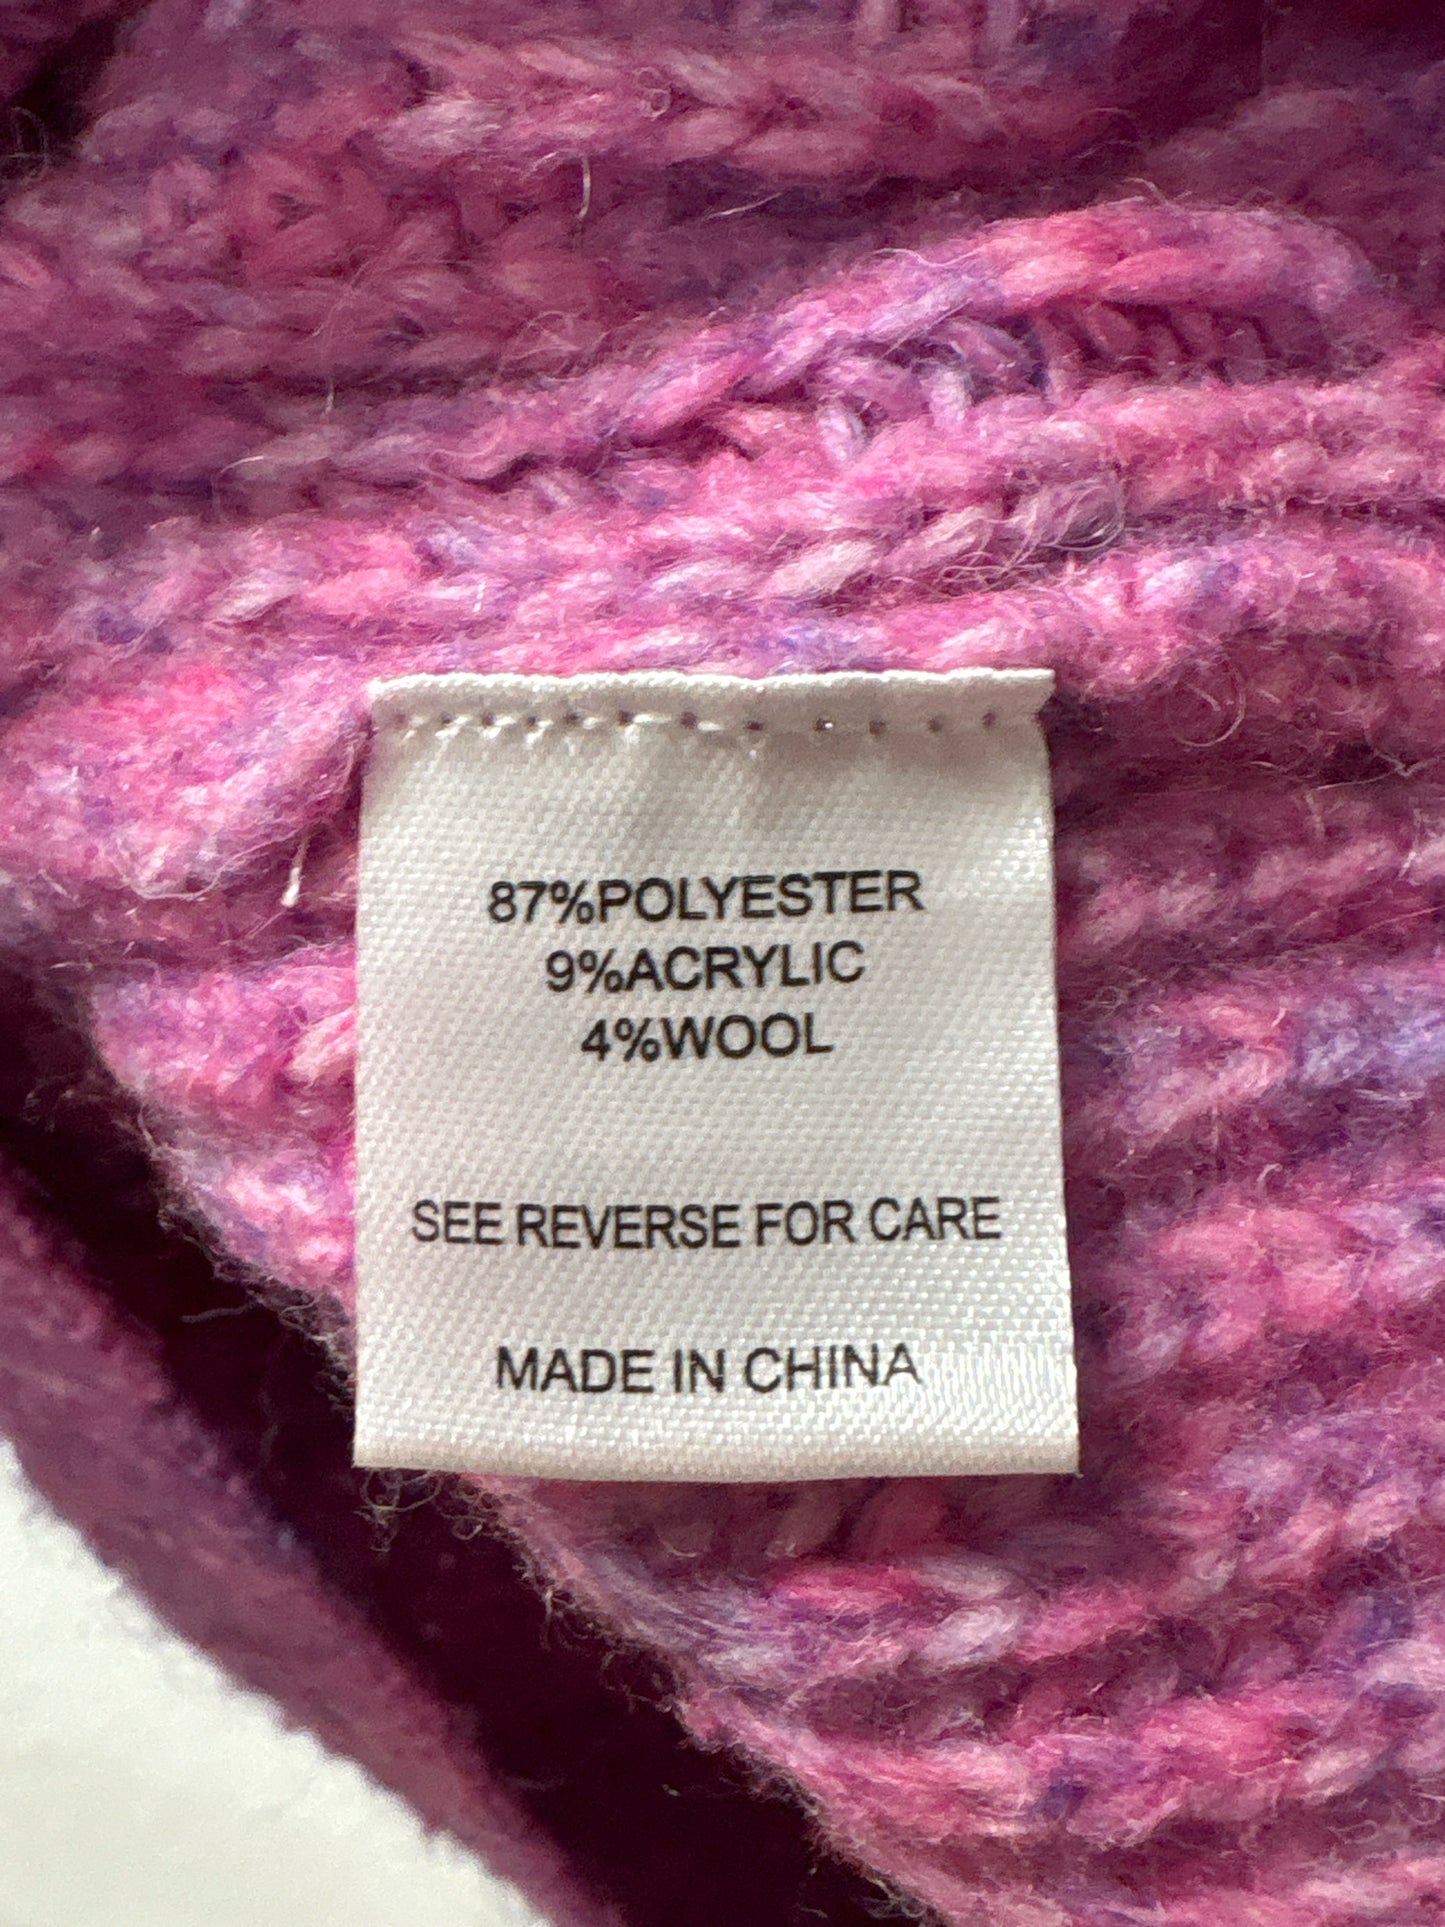 87%POLYESTER
9%ACRYLIC
4%WOOL
SEE REVERSE FOR CARE
MADE IN CHINA